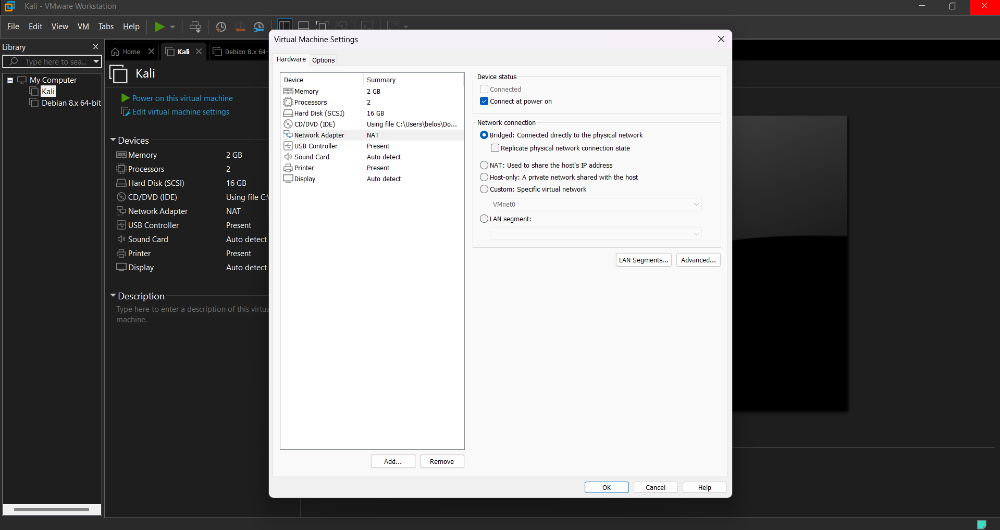 Kali - VMware Workstation
File Edit View VM Tabs Help
Library
Type here to sea...
My Computer
Kali
Debian 8.x 64-bit
Home
Kali
Debian 8.x 64-
Kali
Power on this virtual machine
Edit virtual machine settings
Devices
Memory 2 GB
Processors 2
Hard Disk (SCSI) 16 GB
CD/DVD (IDE) Using file C:\
Network Adapter NAT
USB Controller Present
Sound Card Auto detect
Printer Present
Display Auto detect
Description
Type here to enter a description of this virtua
machine.
Virtual Machine Settings
Hardware Options
Device Summary
Memory 2 GB
Processors 2
Hard Disk (SCSI) 16 GB
CD/DVD (IDE) Using file C:\Users\belos\Do...
Network Adapter NAT
USB Controller Present
Sound Card Auto detect
Printer Present
Display Auto detect
Add... Remove
Device status
Connected
Connect at power on
Network connection
Bridged: Connected directly to the physical network
Replicate physical network connection state
NAT: Used to share the host's IP address
Host-only: A private network shared with the host
Custom: Specific virtual network
VMnet0
LAN segment:
LAN Segments... Advanced...
OK Cancel Help